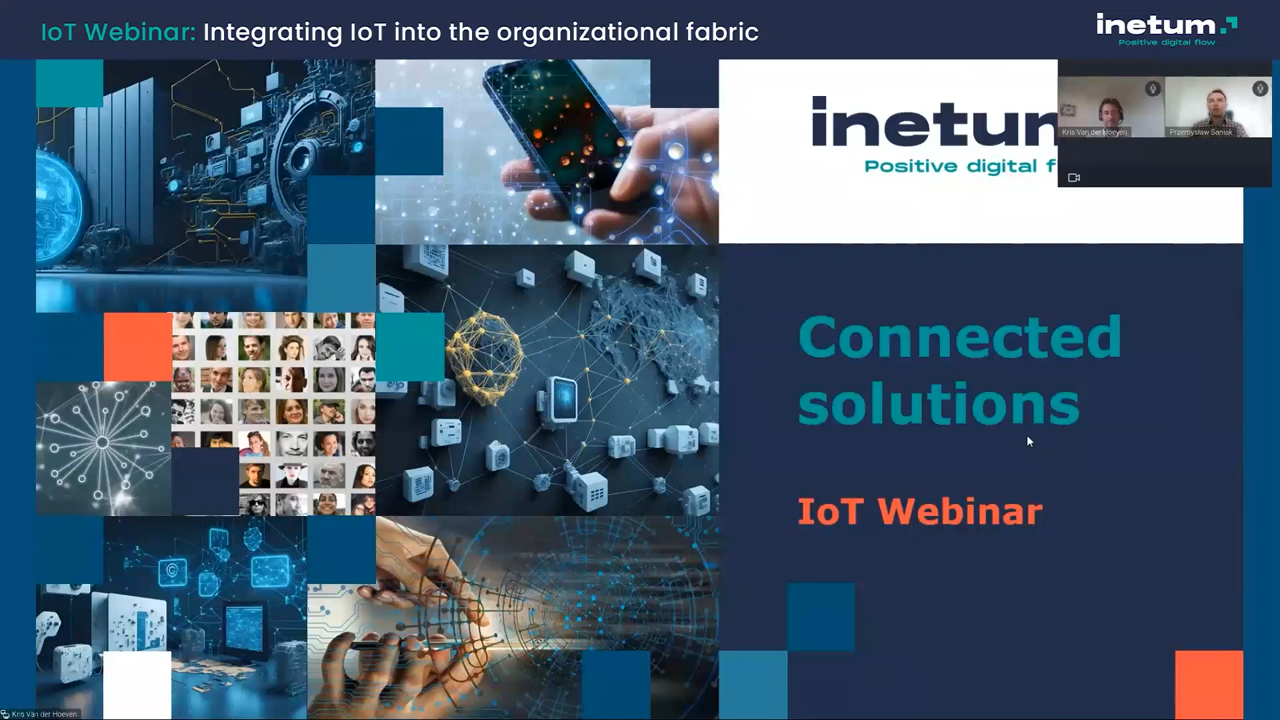 IoT Webinar: Integrating IoT into the organizational fabric
inetum
Positive digital flow
inetum
Positive digital f
Kris Van der Hoeven
Przemysław Saniak
Connected
solutions
IoT Webinar
Kris Van der Hoeven